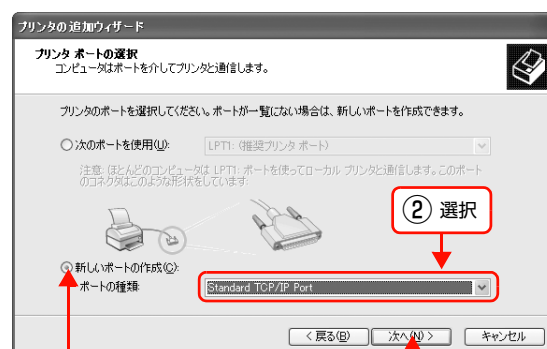 プリンタの追加ウィザード
プリンタ ポートの選択
コンピュータはポートを介してプリンタと通信します。
プリンタのポートを選択してください。ポートが一覧にない場合は、新しいポートを作成できます。
次のポートを使用(U): LPT1: (推奨プリンタ ポート)
注意: ほとんどのコンピュータは LPT1: ポートを使ってローカル プリンタと通信します。このポート
のコネクタはこのような形状をしています:
② 選択
新しいポートの作成(C):
ポートの種類: Standard TCP/IP Port
< 戻る(B) 次へ(N) > キャンセル